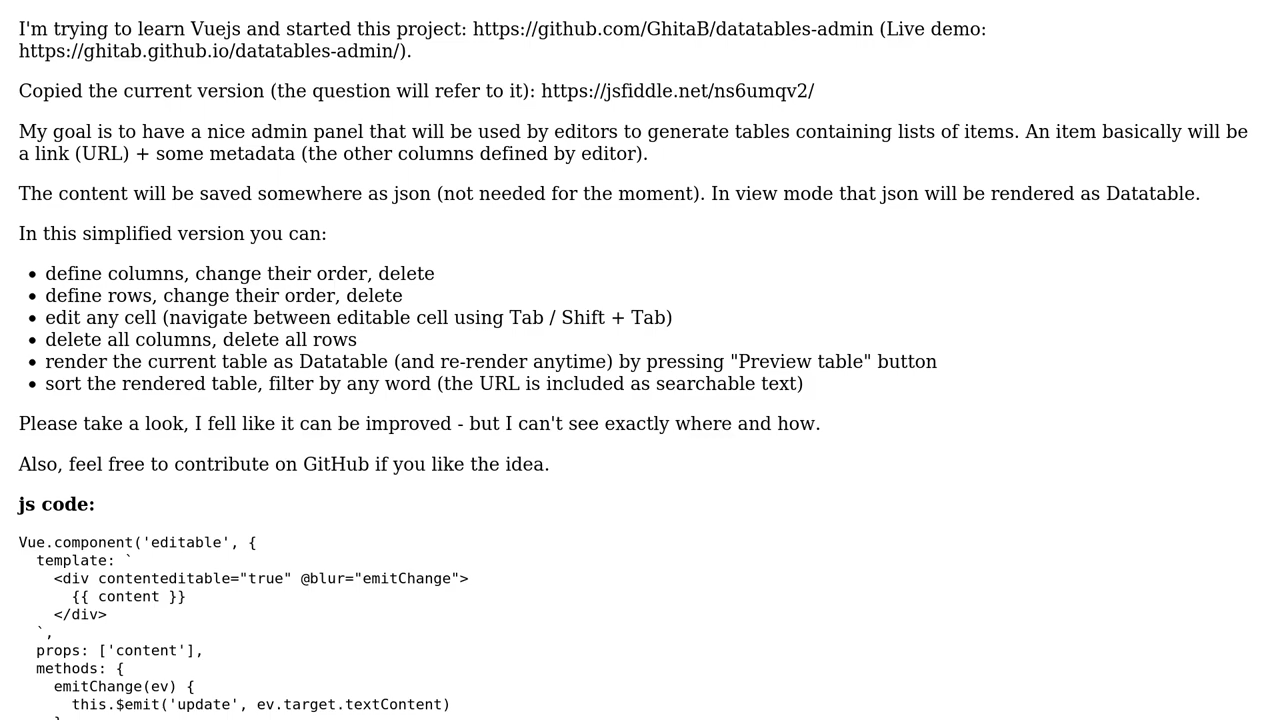 I'm trying to learn Vuejs and started this project: https://github.com/GhitaB/datatables-admin (Live demo:
https://ghitab.github.io/datatables-admin/).
Copied the current version (the question will refer to it): https://jsfiddle.net/ns6umqv2/
My goal is to have a nice admin panel that will be used by editors to generate tables containing lists of items. An item basically will be
a link (URL) + some metadata (the other columns defined by editor).
The content will be saved somewhere as json (not needed for the moment). In view mode that json will be rendered as Datatable.
In this simplified version you can:
• define columns, change their order, delete
• define rows, change their order, delete
• edit any cell (navigate between editable cell using Tab / Shift + Tab)
• delete all columns, delete all rows
• render the current table as Datatable (and re-render anytime) by pressing "Preview table" button
• sort the rendered table, filter by any word (the URL is included as searchable text)
Please take a look, I fell like it can be improved - but I can't see exactly where and how.
Also, feel free to contribute on GitHub if you like the idea.
js code:
Vue.component('editable', {
  template: `
    <div contenteditable="true" @blur="emitChange">
      {{ content }}
    </div>
  `,
  props: ['content'],
  methods: {
    emitChange(ev) {
      this.$emit('update', ev.target.textContent)
    }